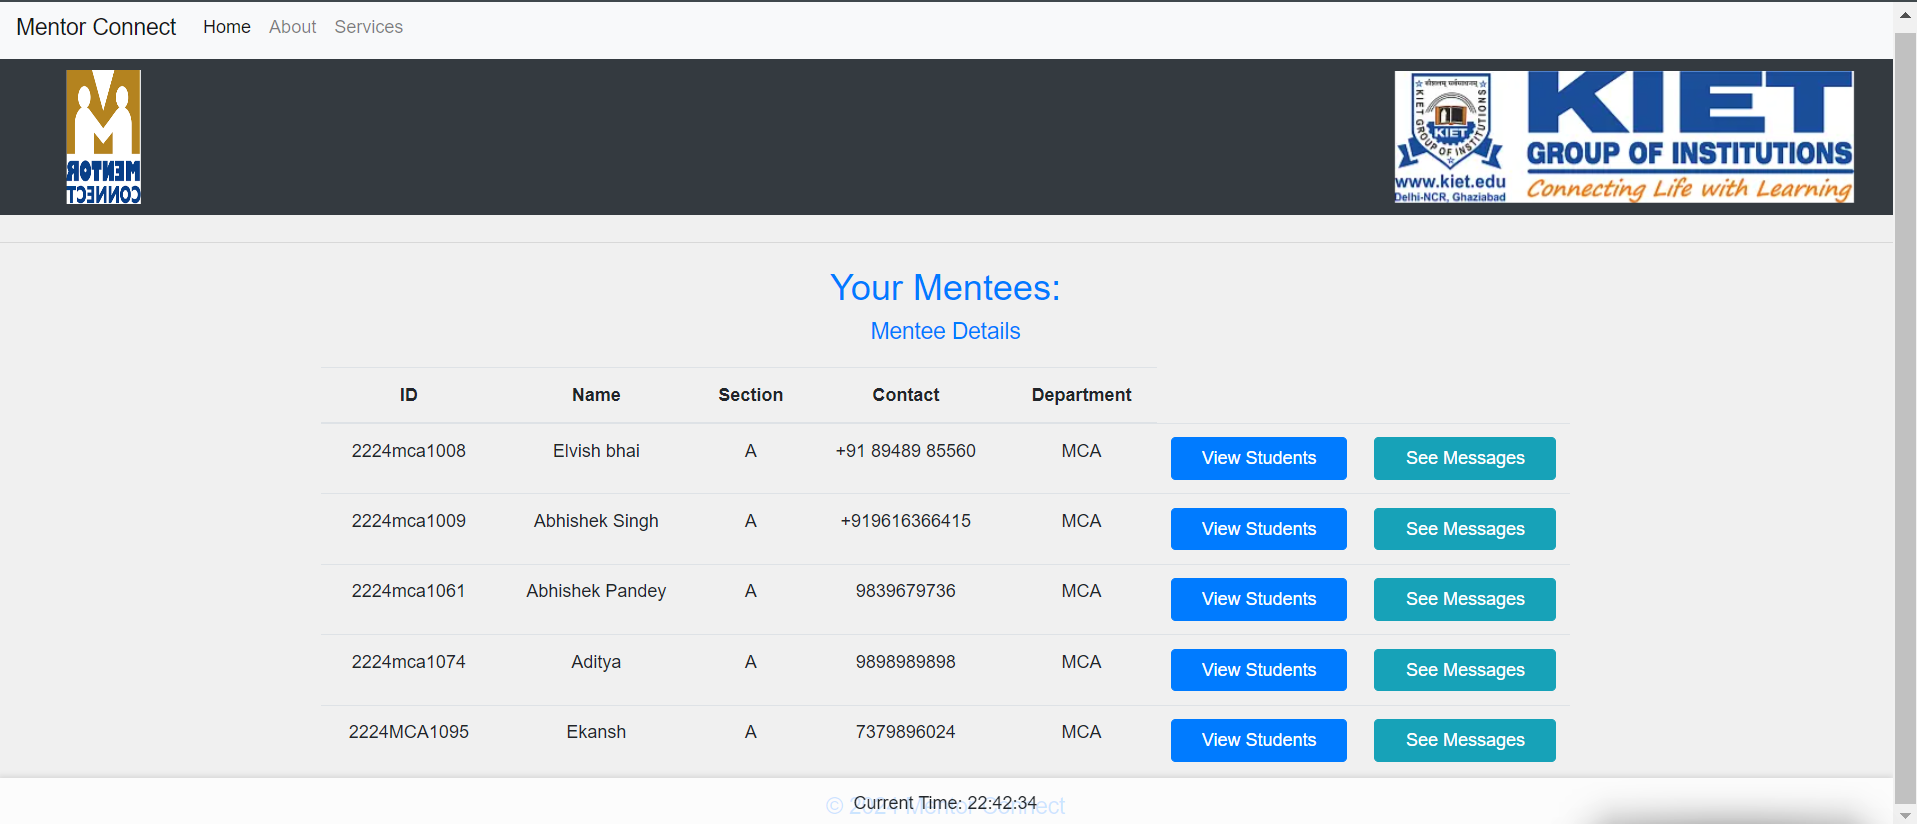 Mentor Connect Home About Services
MENTOR
CONNECT
KIET GROUP OF INSTITUTIONS
KIET
www.kiet.edu
Delhi-NCR, Ghaziabad
KIET
GROUP OF INSTITUTIONS
Connecting Life with Learning
Your Mentees:
Mentee Details
ID Name Section Contact Department
2224mca1008 Elvish bhai A +91 89489 85560 MCA View Students See Messages
2224mca1009 Abhishek Singh A +919616366415 MCA View Students See Messages
2224mca1061 Abhishek Pandey A 9839679736 MCA View Students See Messages
2224mca1074 Aditya A 9898989898 MCA View Students See Messages
2224MCA1095 Ekansh A 7379896024 MCA View Students See Messages
Current Time: 22:42:34
© 2024 Mentor Connect